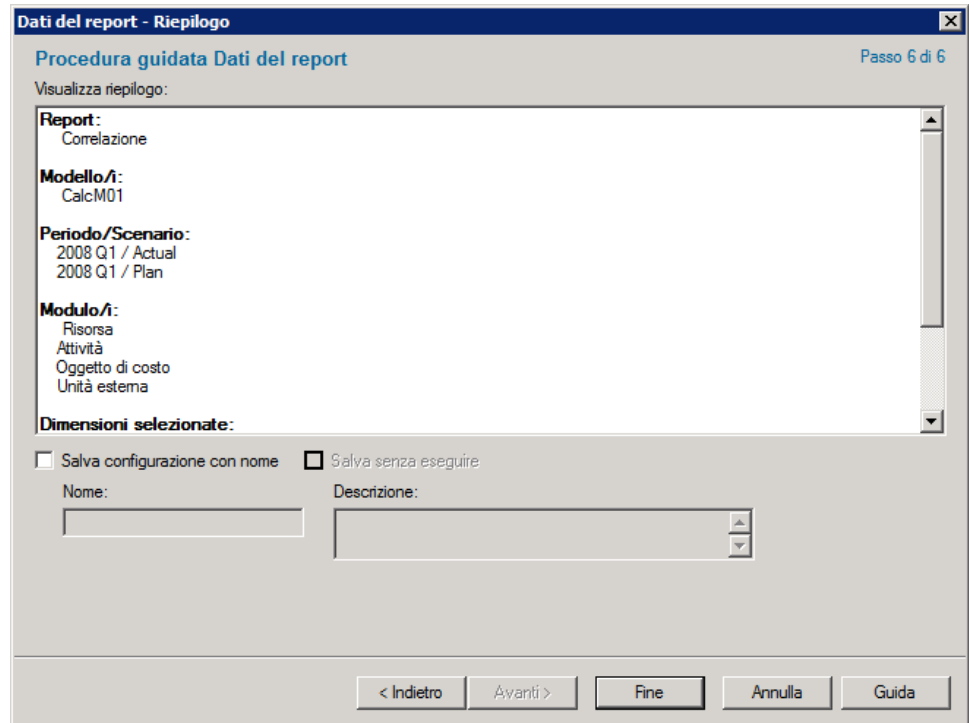 Dati del report - Riepilogo
Procedura guidata Dati del report
Passo 6 di 6
Visualizza riepilogo:
Report:
Correlazione
Modello/i:
CalcM01
Periodo/Scenario:
2008 Q1 / Actual
2008 Q1 / Plan
Modulo/i:
Risorsa
Attività
Oggetto di costo
Unità esterna
Dimensioni selezionate:
Salva configurazione con nome
Salva senza eseguire
Nome:
Descrizione:
< Indietro
Avanti >
Fine
Annulla
Guida